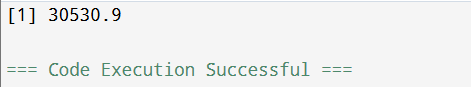 [1] 30530.9
=== Code Execution Successful ===